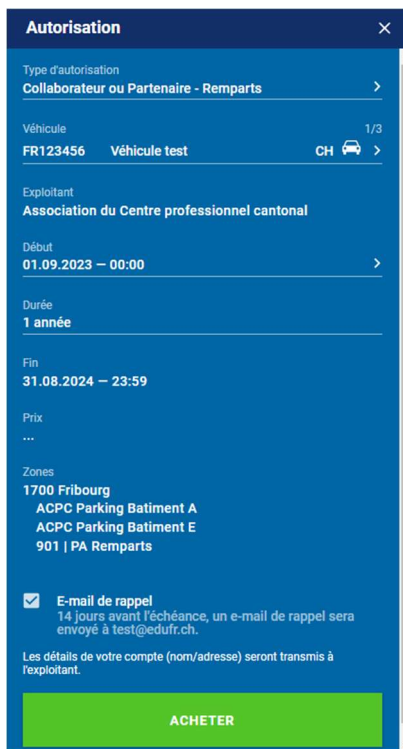 Autorisation
Type d'autorisation
Collaborateur ou Partenaire - Remparts
Véhicule 1/3
FR123456 Véhicule test CH
Exploitant
Association du Centre professionnel cantonal
Début
01.09.2023 — 00:00
Durée
1 année
Fin
31.08.2024 — 23:59
Prix
...
Zones
1700 Fribourg
ACPC Parking Batiment A
ACPC Parking Batiment E
901 | PA Remparts
E-mail de rappel
14 jours avant l'échéance, un e-mail de rappel sera
envoyé à test@edufr.ch.
Les détails de votre compte (nom/adresse) seront transmis à
l'exploitant.
ACHETER